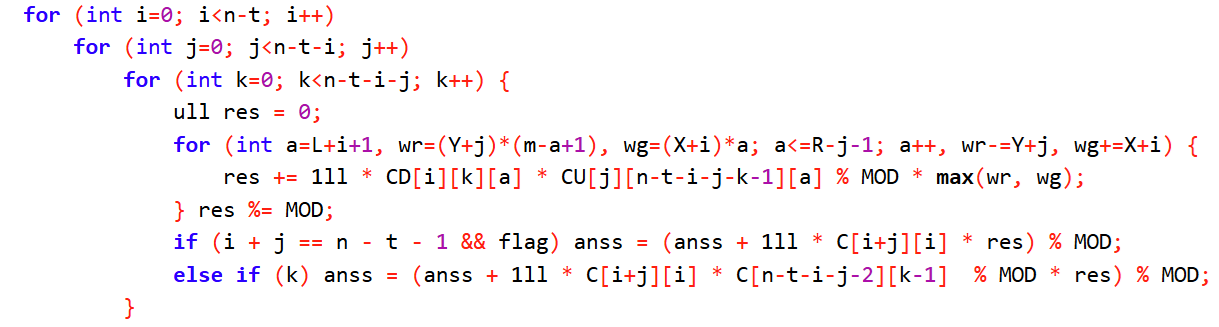 for (int i=0; i<n-t; i++)
for (int j=0; j<n-t-i; j++)
for (int k=0; k<n-t-i-j; k++) {
ull res = 0;
for (int a=L+i+1, wr=(Y+j)*(m-a+1), wg=(X+i)*a; a<=R-j-1; a++, wr-=Y+j, wg+=X+i) {
res += 1ll * CD[i][k][a] * CU[j][n-t-i-j-k-1][a] % MOD * max(wr, wg);
} res %= MOD;
if (i + j == n - t - 1 && flag) anss = (anss + 1ll * C[i+j][i] * res) % MOD;
else if (k) anss = (anss + 1ll * C[i+j][i] * C[n-t-i-j-2][k-1]  % MOD * res) % MOD;
}